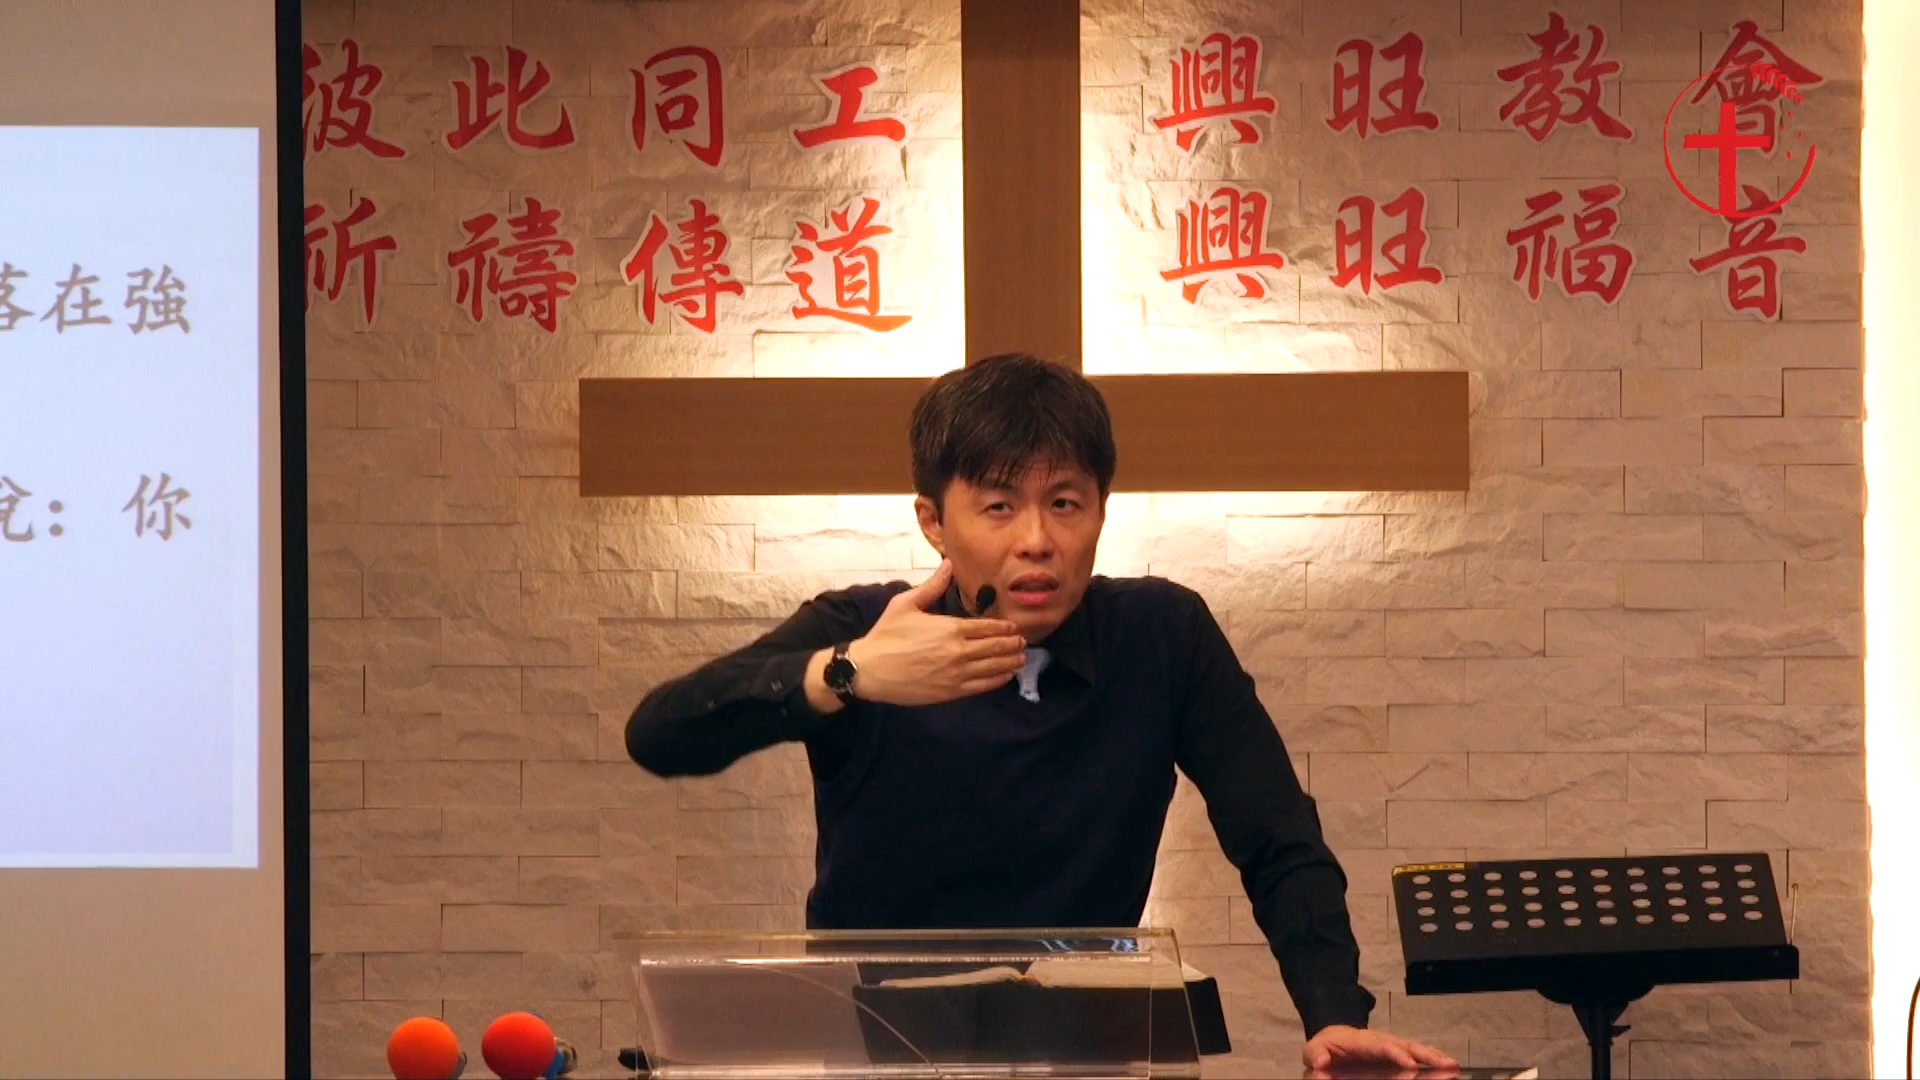 彼此同工 興旺教會
祈禱傳道 興旺福音
落在強
說：你